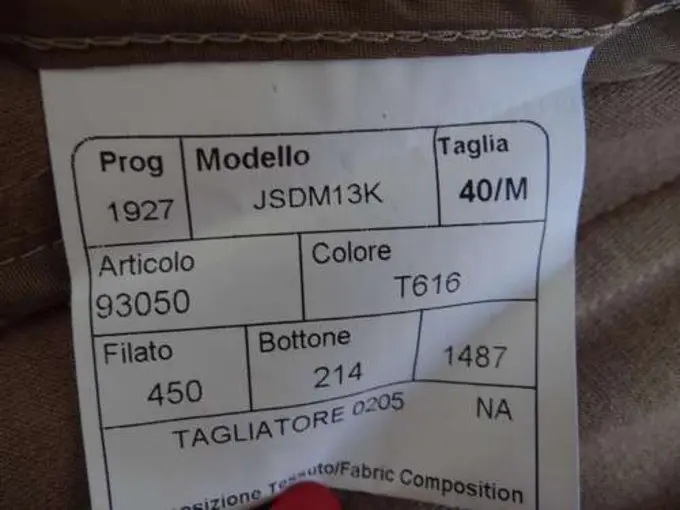 Prog Modello Taglia
1927 JSDM13K 40/M
Articolo Colore
93050 T616
Filato Bottone 1487
450 214
TAGLIATORE 0205 NA
Tessuto/Fabric Composition